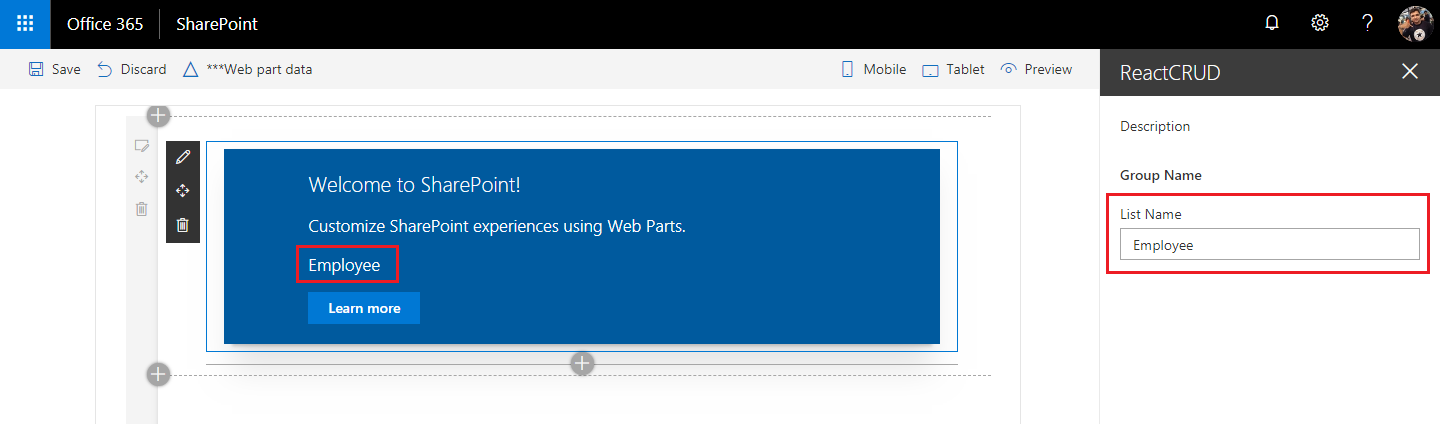 Office 365 SharePoint
Save Discard ***Web part data Mobile Tablet Preview
ReactCRUD
Description
Group Name
List Name
Employee
Welcome to SharePoint!
Customize SharePoint experiences using Web Parts.
Employee
Learn more